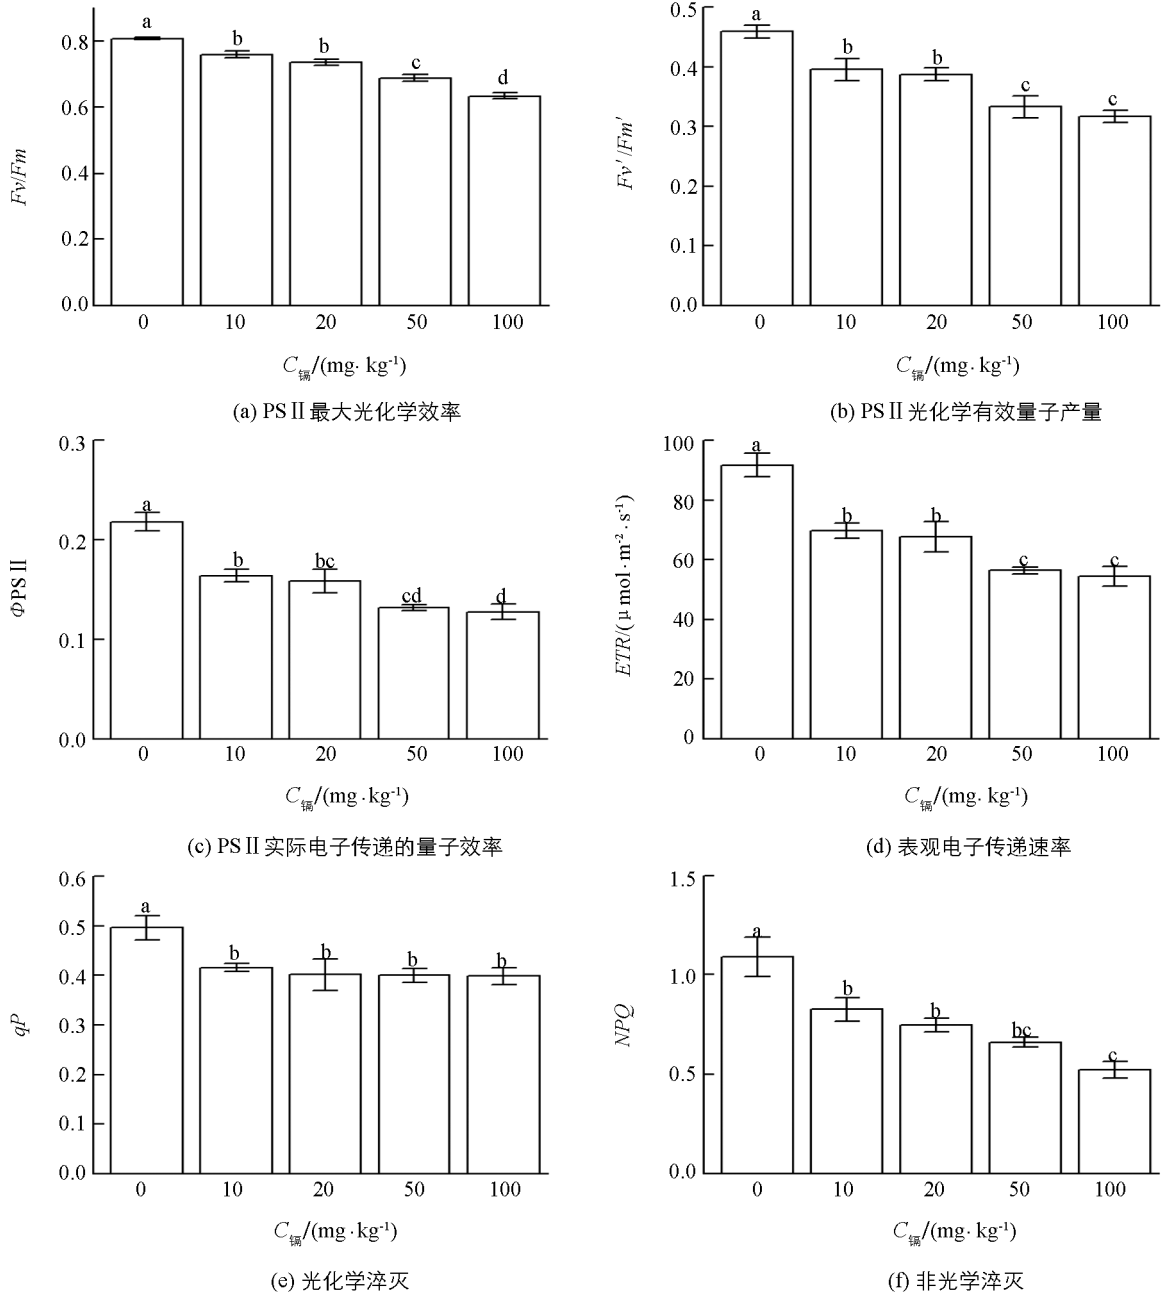 0.8
0.6
0.4
0.2
0.0
Fv/Fm
a
b
b
c
d
0
10
20
50
100
C镉/(mg· kg-1)
(a) PSⅡ最大光化学效率
0.5
0.4
0.3
0.2
0.1
0.0
Fv′/Fm′
a
b
b
c
c
0
10
20
50
100
C镉/(mg· kg-1)
(b) PSⅡ光化学有效量子产量
0.3
0.2
0.1
0.0
ΦPSⅡ
a
b
bc
cd
d
0
10
20
50
100
C镉/(mg·kg-1)
(c) PSⅡ实际电子传递的量子效率
100
80
60
40
20
0
ETR/(μmol·m-2·s-1)
a
b
b
c
c
0
10
20
50
100
C镉/(mg· kg-1)
(d) 表观电子传递速率
0.6
0.5
0.4
0.3
0.2
0.1
0.0
qP
a
b
b
b
b
0
10
20
50
100
C镉/(mg·kg-1)
(e) 光化学淬灭
1.5
1.0
0.5
0.0
NPQ
a
b
b
bc
c
0
10
20
50
100
C镉/(mg·kg-1)
(f) 非光学淬灭